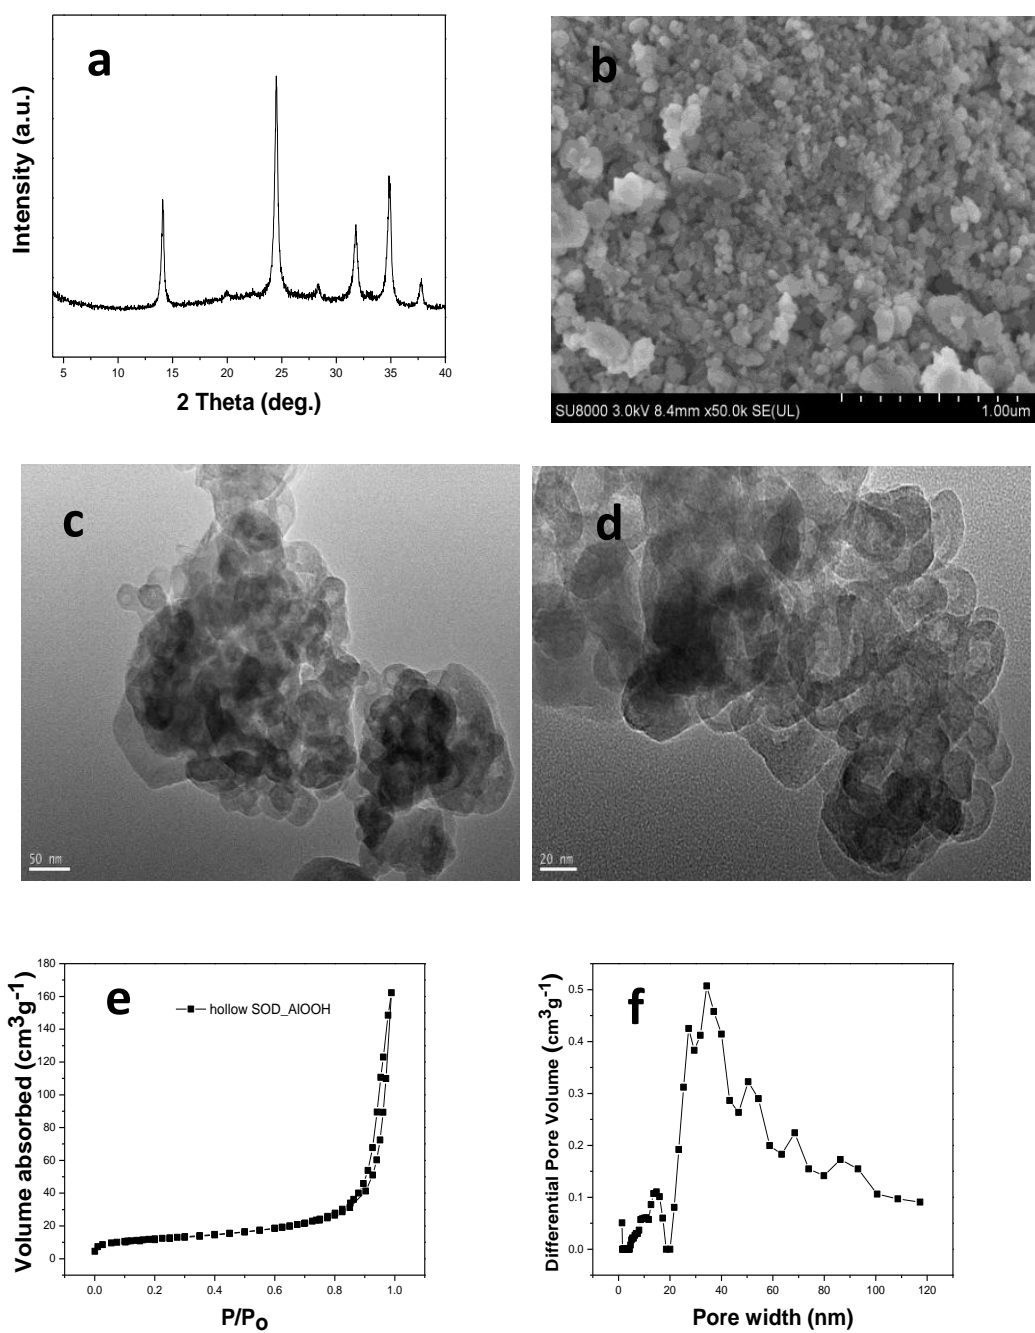 a
Intensity (a.u.)
5 10 15 20 25 30 35 40
2 Theta (deg.)
b
SU8000 3.0kV 8.4mm x50.0k SE(UL) 1.00um
c
50 nm
d
20 nm
e
hollow SOD_AlOOH
Volume absorbed (cm³g⁻¹)
180
160
140
120
100
80
60
40
20
0
0.0 0.2 0.4 0.6 0.8 1.0
P/P₀
f
Differential Pore Volume (cm³g⁻¹)
0.5
0.4
0.3
0.2
0.1
0.0
0 20 40 60 80 100 120
Pore width (nm)